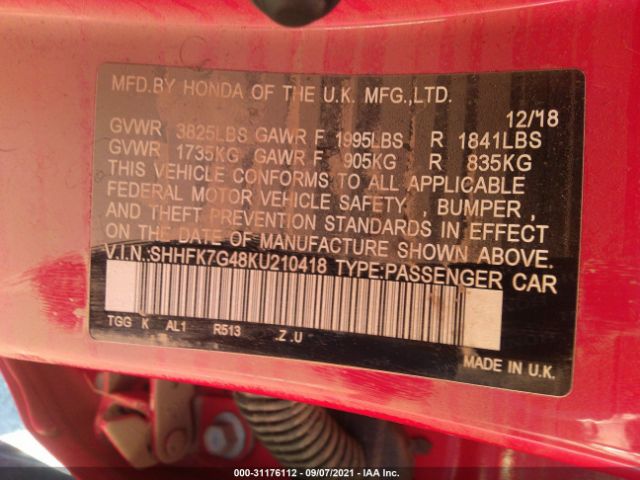 MFD.BY HONDA OF THE U.K. MFG.,LTD.
12/18
GVWR 3825LBS GAWR F 1995LBS R 1841LBS
GVWR 1735KG GAWR F 905KG R 835KG
THIS VEHICLE CONFORMS TO ALL APPLICABLE
FEDERAL MOTOR VEHICLE SAFETY, , BUMPER ,
AND THEFT PREVENTION STANDARDS IN EFFECT
ON THE DATE OF MANUFACTURE SHOWN ABOVE.
V.I.N.:SHHFK7G48KU210418 TYPE:PASSENGER CAR
TGG K AL1 R513 .Z .U
MADE IN U.K.
000-31176112 - 09/07/2021 - IAA Inc.